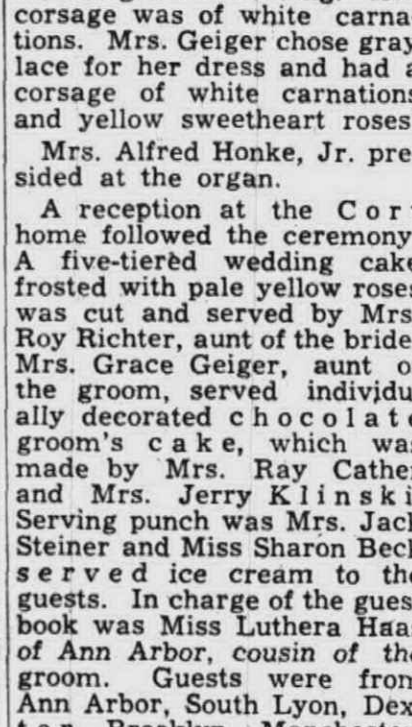 corsage was of white carna
tions. Mrs. Geiger chose gray
lace for her dress and had a
corsage of white carnations
and yellow sweetheart roses
Mrs. Alfred Honke, Jr. pre
sided at the organ.
A reception at the Cor
home followed the ceremony
A five-tiered wedding cake
frosted with pale yellow roses
was cut and served by Mrs.
Roy Richter, aunt of the bride
Mrs. Grace Geiger, aunt o
the groom, served individu
ally decorated chocolate
groom's cake, which was
made by Mrs. Ray Cather
and Mrs. Jerry Klinski
Serving punch was Mrs. Jack
Steiner and Miss Sharon Beck
served ice cream to the
guests. In charge of the gues
book was Miss Luthera Haa
of Ann Arbor, cousin of the
groom. Guests were from
Ann Arbor, South Lyon, Dex